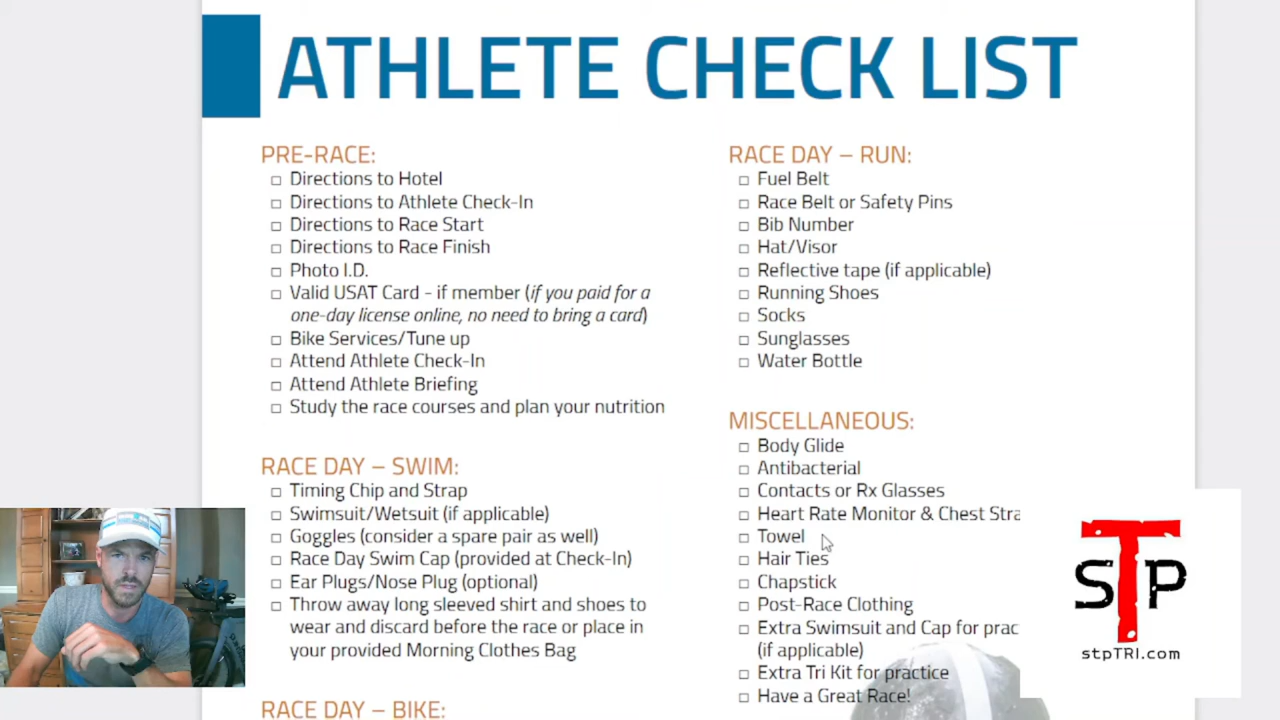 ATHLETE CHECK LIST
PRE-RACE:
Directions to Hotel
Directions to Athlete Check-In
Directions to Race Start
Directions to Race Finish
Photo I.D.
Valid USAT Card - if member (if you paid for a
one-day license online, no need to bring a card)
Bike Services/Tune up
Attend Athlete Check-In
Attend Athlete Briefing
Study the race courses and plan your nutrition
RACE DAY – SWIM:
Timing Chip and Strap
Swimsuit/Wetsuit (if applicable)
Goggles (consider a spare pair as well)
Race Day Swim Cap (provided at Check-In)
Ear Plugs/Nose Plug (optional)
Throw away long sleeved shirt and shoes to
wear and discard before the race or place in
your provided Morning Clothes Bag
RACE DAY – BIKE:
RACE DAY – RUN:
Fuel Belt
Race Belt or Safety Pins
Bib Number
Hat/Visor
Reflective tape (if applicable)
Running Shoes
Socks
Sunglasses
Water Bottle
MISCELLANEOUS:
Body Glide
Antibacterial
Contacts or Rx Glasses
Heart Rate Monitor & Chest Stra
Towel
Hair Ties
Chapstick
Post-Race Clothing
Extra Swimsuit and Cap for prac
(if applicable)
Extra Tri Kit for practice
Have a Great Race!
STP
stpTRI.com